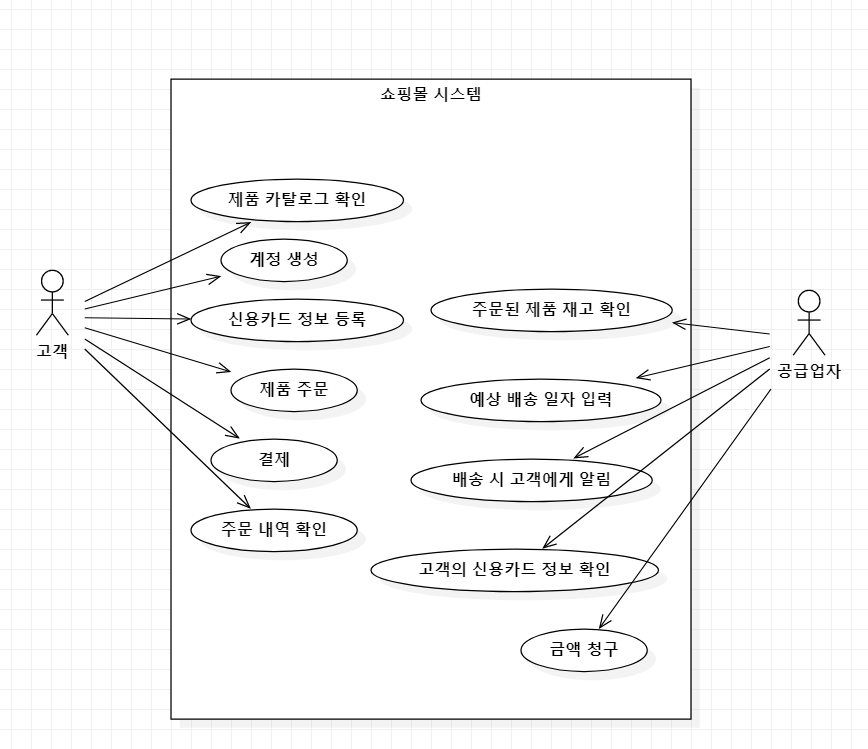 쇼핑몰 시스템
제품 카탈로그 확인
계정 생성
신용카드 정보 등록
제품 주문
결제
주문 내역 확인
고객
주문된 제품 재고 확인
예상 배송 일자 입력
배송 시 고객에게 알림
고객의 신용카드 정보 확인
금액 청구
공급업자